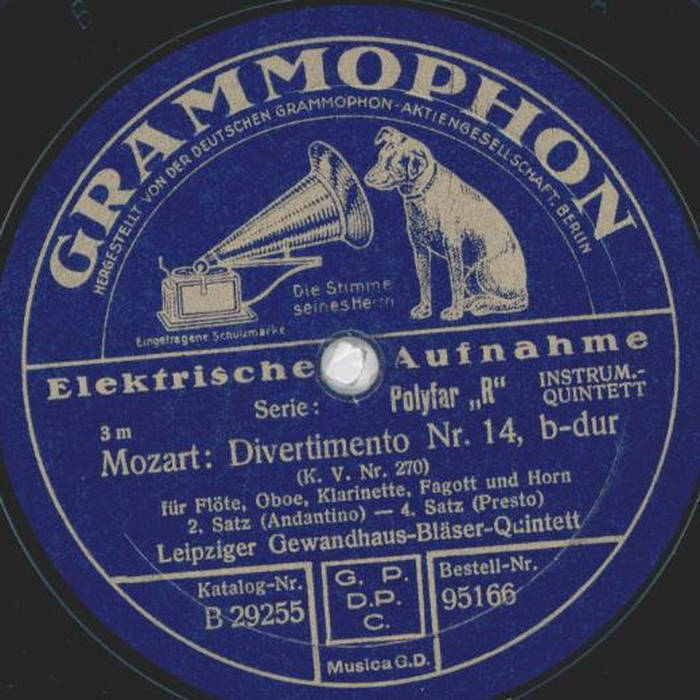 GRAMMOPHON
HERGESTELLT VON DER DEUTSCHEN GRAMMOPHON-AKTIENGESELLSCHAFT. BERLIN
Die Stimme
seines Herrn
Eingetragene Schutzmarke
Elektrische Aufnahme
Serie: Polyfar „R“ INSTRUM.-
QUINTETT
3 m
Mozart: Divertimento Nr. 14, b-dur
(K. V. Nr. 270)
für Flöte, Oboe, Klarinette, Fagott und Horn
2. Satz (Andantino) — 4. Satz (Presto)
Leipziger Gewandhaus-Bläser-Quintett
Katalog-Nr.
B 29255
G. P.
D.P.
C.
Bestell-Nr.
95166
Musica G.D.